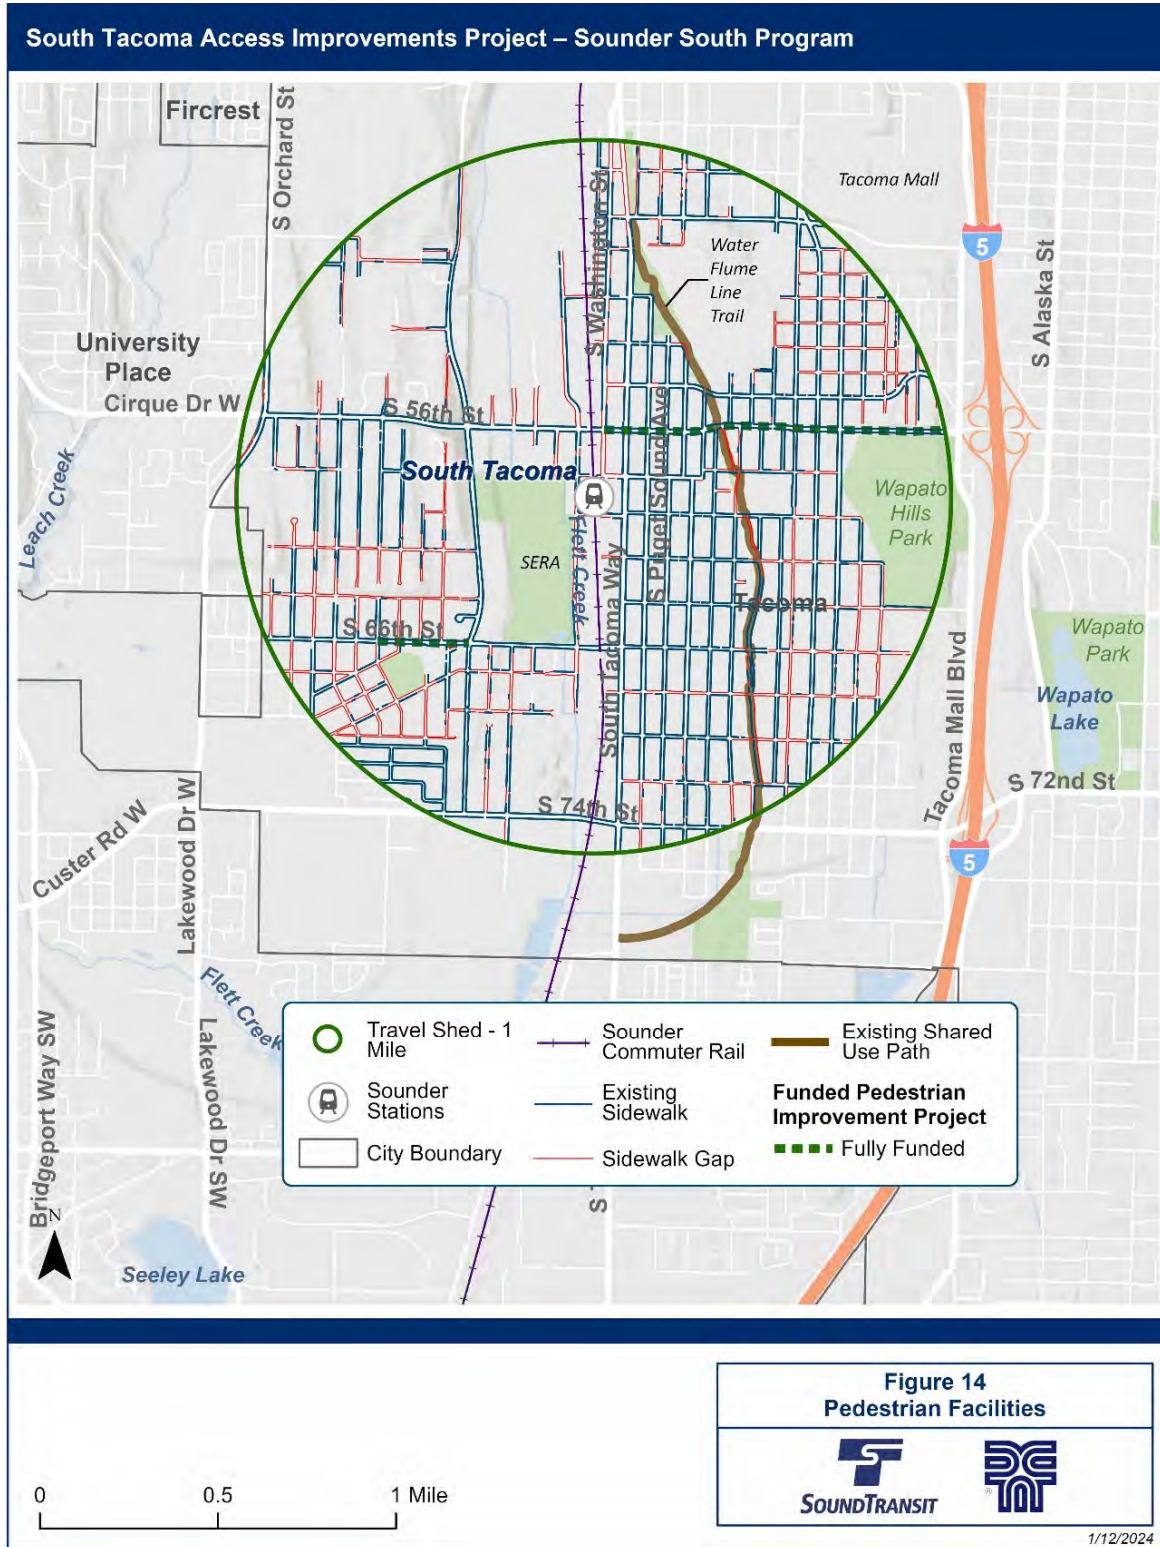 South Tacoma Access Improvements Project – Sounder South Program
Fircrest
S Orchard St
S Washington St
Tacoma Mall
Water
Flume
Line
Trail
5
S Alaska St
University
Place
Cirque Dr W
S 56th St
South Tacoma
S Puget Sound Ave
Leach Creek
Wapato
Hills
Park
SERA
Flett Creek
South Tacoma Way
Tacoma
S 66th St
Wapato
Park
Wapato
Lake
Tacoma Mall Blvd
S 72nd St
S 74th St
Custer Rd W
Lakewood Dr W
5
Flett Creek
Bridgeport Way SW
Lakewood Dr SW
S
N
Seeley Lake
Travel Shed - 1
Mile
Sounder
Stations
City Boundary
Sounder
Commuter Rail
Existing
Sidewalk
Sidewalk Gap
Existing Shared
Use Path
Funded Pedestrian
Improvement Project
Fully Funded
Figure 14
Pedestrian Facilities
SOUNDTRANSIT
®
0 0.5 1 Mile
1/12/2024